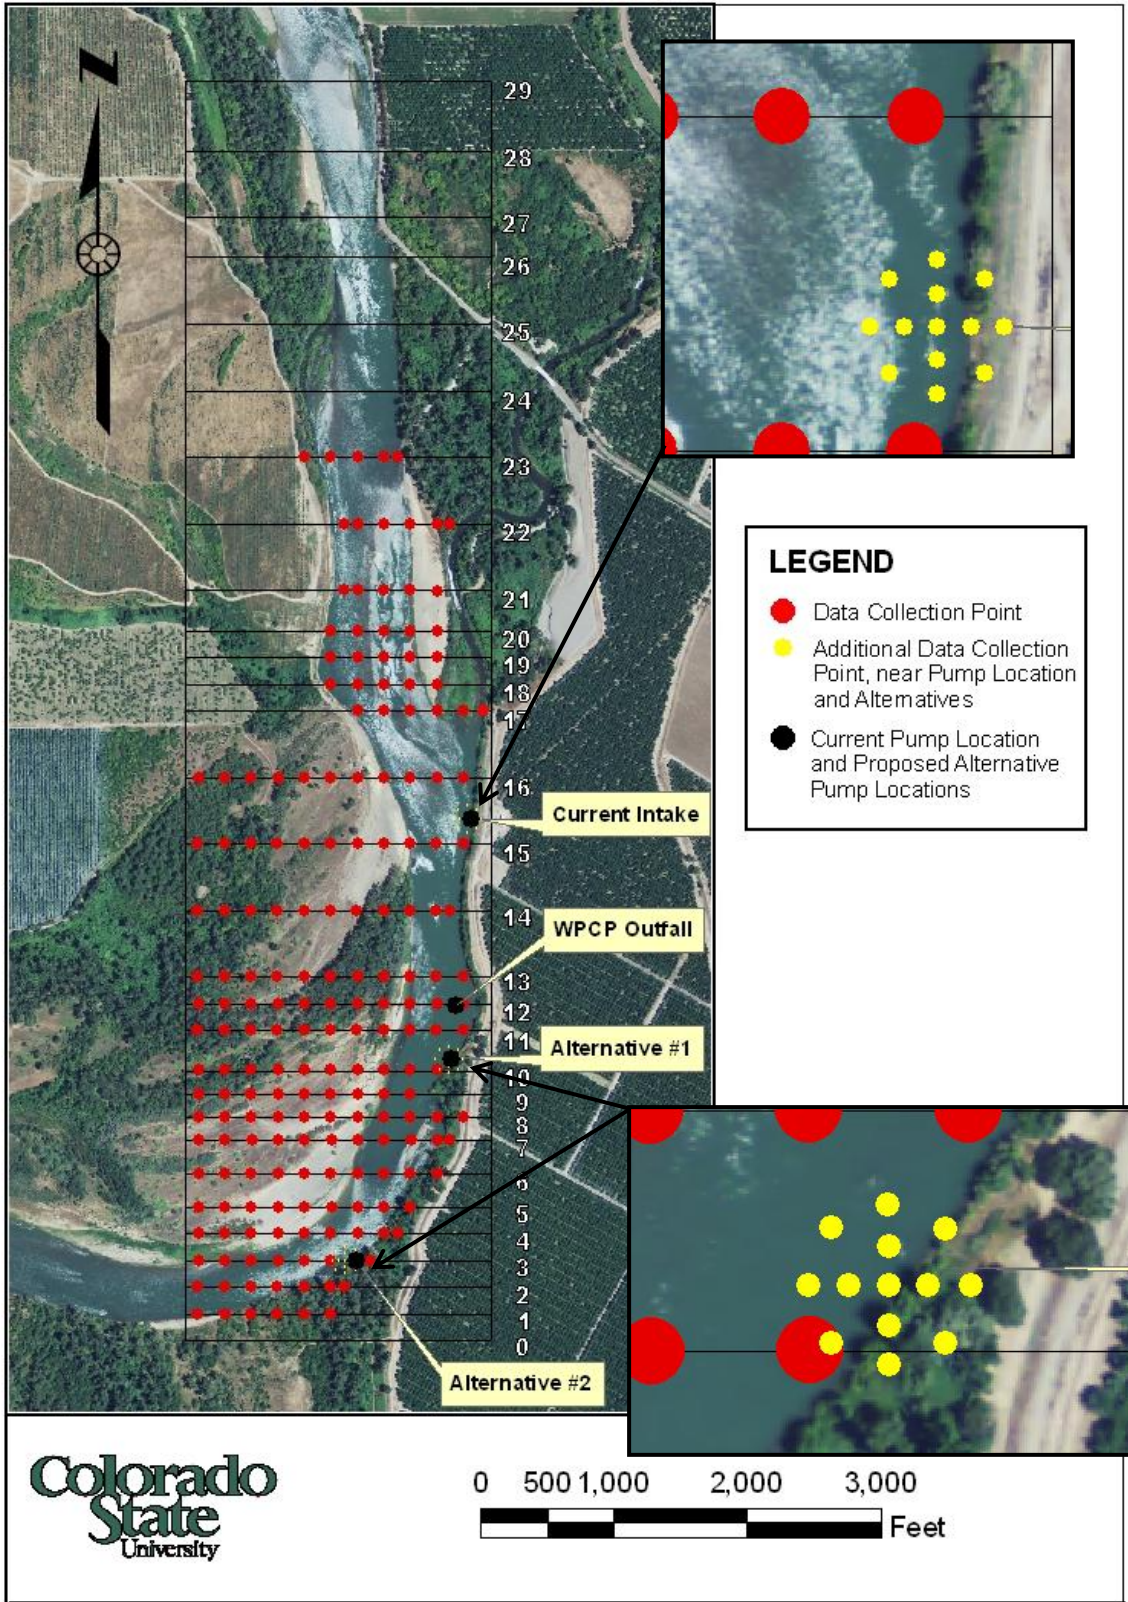 N
29
28
27
26
25
24
23
22
21
20
19
18
17
16
15
14
13
12
11
10
9
8
7
6
5
4
3
2
1
0
Current Intake
WPCP Outfall
Alternative #1
Alternative #2
LEGEND
Data Collection Point
Additional Data Collection
Point, near Pump Location
and Alternatives
Current Pump Location
and Proposed Alternative
Pump Locations
Colorado
State
University
0 500 1,000 2,000 3,000
Feet